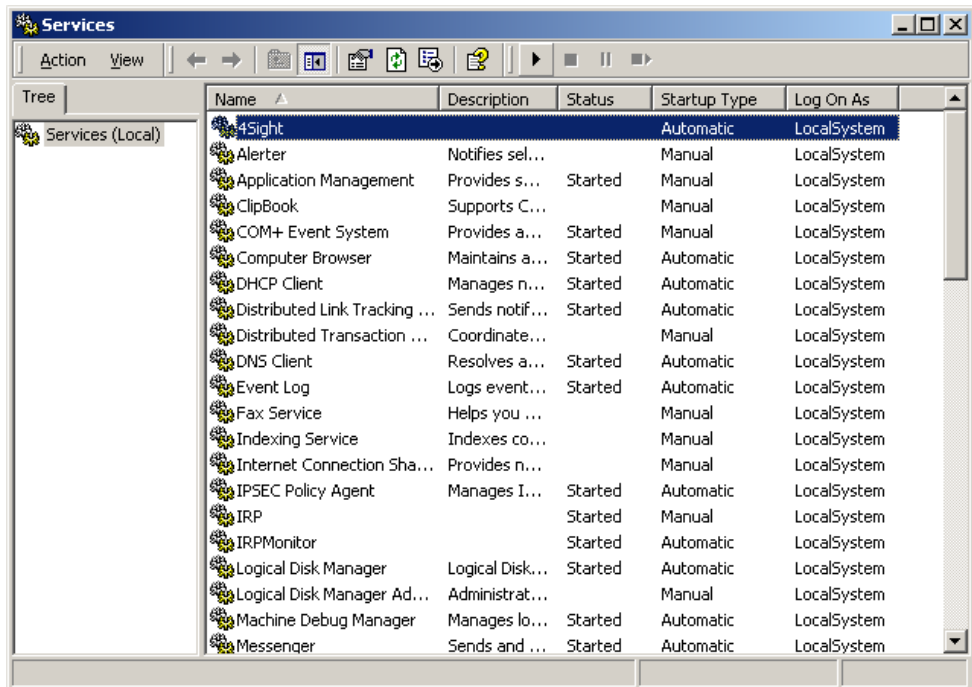 Services
Action View
Tree
Services (Local)
Name Description Status Startup Type Log On As
4Sight Automatic LocalSystem
Alerter Notifies sel... Manual LocalSystem
Application Management Provides s... Started Manual LocalSystem
ClipBook Supports C... Manual LocalSystem
COM+ Event System Provides a... Started Manual LocalSystem
Computer Browser Maintains a... Started Automatic LocalSystem
DHCP Client Manages n... Started Automatic LocalSystem
Distributed Link Tracking ... Sends notif... Started Automatic LocalSystem
Distributed Transaction ... Coordinate... Manual LocalSystem
DNS Client Resolves a... Started Automatic LocalSystem
Event Log Logs event... Started Automatic LocalSystem
Fax Service Helps you ... Manual LocalSystem
Indexing Service Indexes co... Manual LocalSystem
Internet Connection Sha... Provides n... Manual LocalSystem
IPSEC Policy Agent Manages I... Started Automatic LocalSystem
IRP Started Manual LocalSystem
IRPMonitor Started Automatic LocalSystem
Logical Disk Manager Logical Disk... Started Automatic LocalSystem
Logical Disk Manager Ad... Administrat... Manual LocalSystem
Machine Debug Manager Manages lo... Started Automatic LocalSystem
Messenger Sends and ... Started Automatic LocalSystem